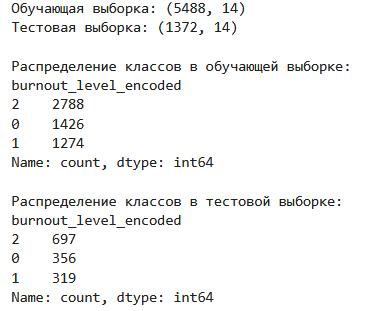 Обучающая выборка: (5488, 14)
Тестовая выборка: (1372, 14)
Распределение классов в обучающей выборке:
burnout_level_encoded
2    2788
0    1426
1    1274
Name: count, dtype: int64
Распределение классов в тестовой выборке:
burnout_level_encoded
2    697
0    356
1    319
Name: count, dtype: int64